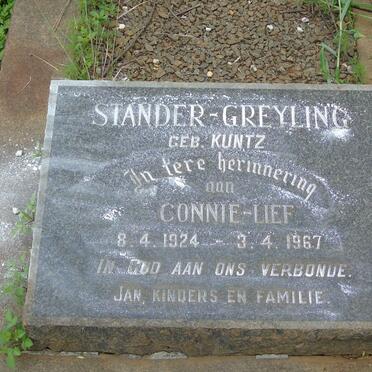 STANDER-GREYLING
GEB. KUNTZ
In tere herinnering
aan
CONNIE-LIEF
8. 4. 1924 - 3. 4. 1967
IN GOD AAN ONS VERBONDE.
JAN, KINDERS EN FAMILIE.